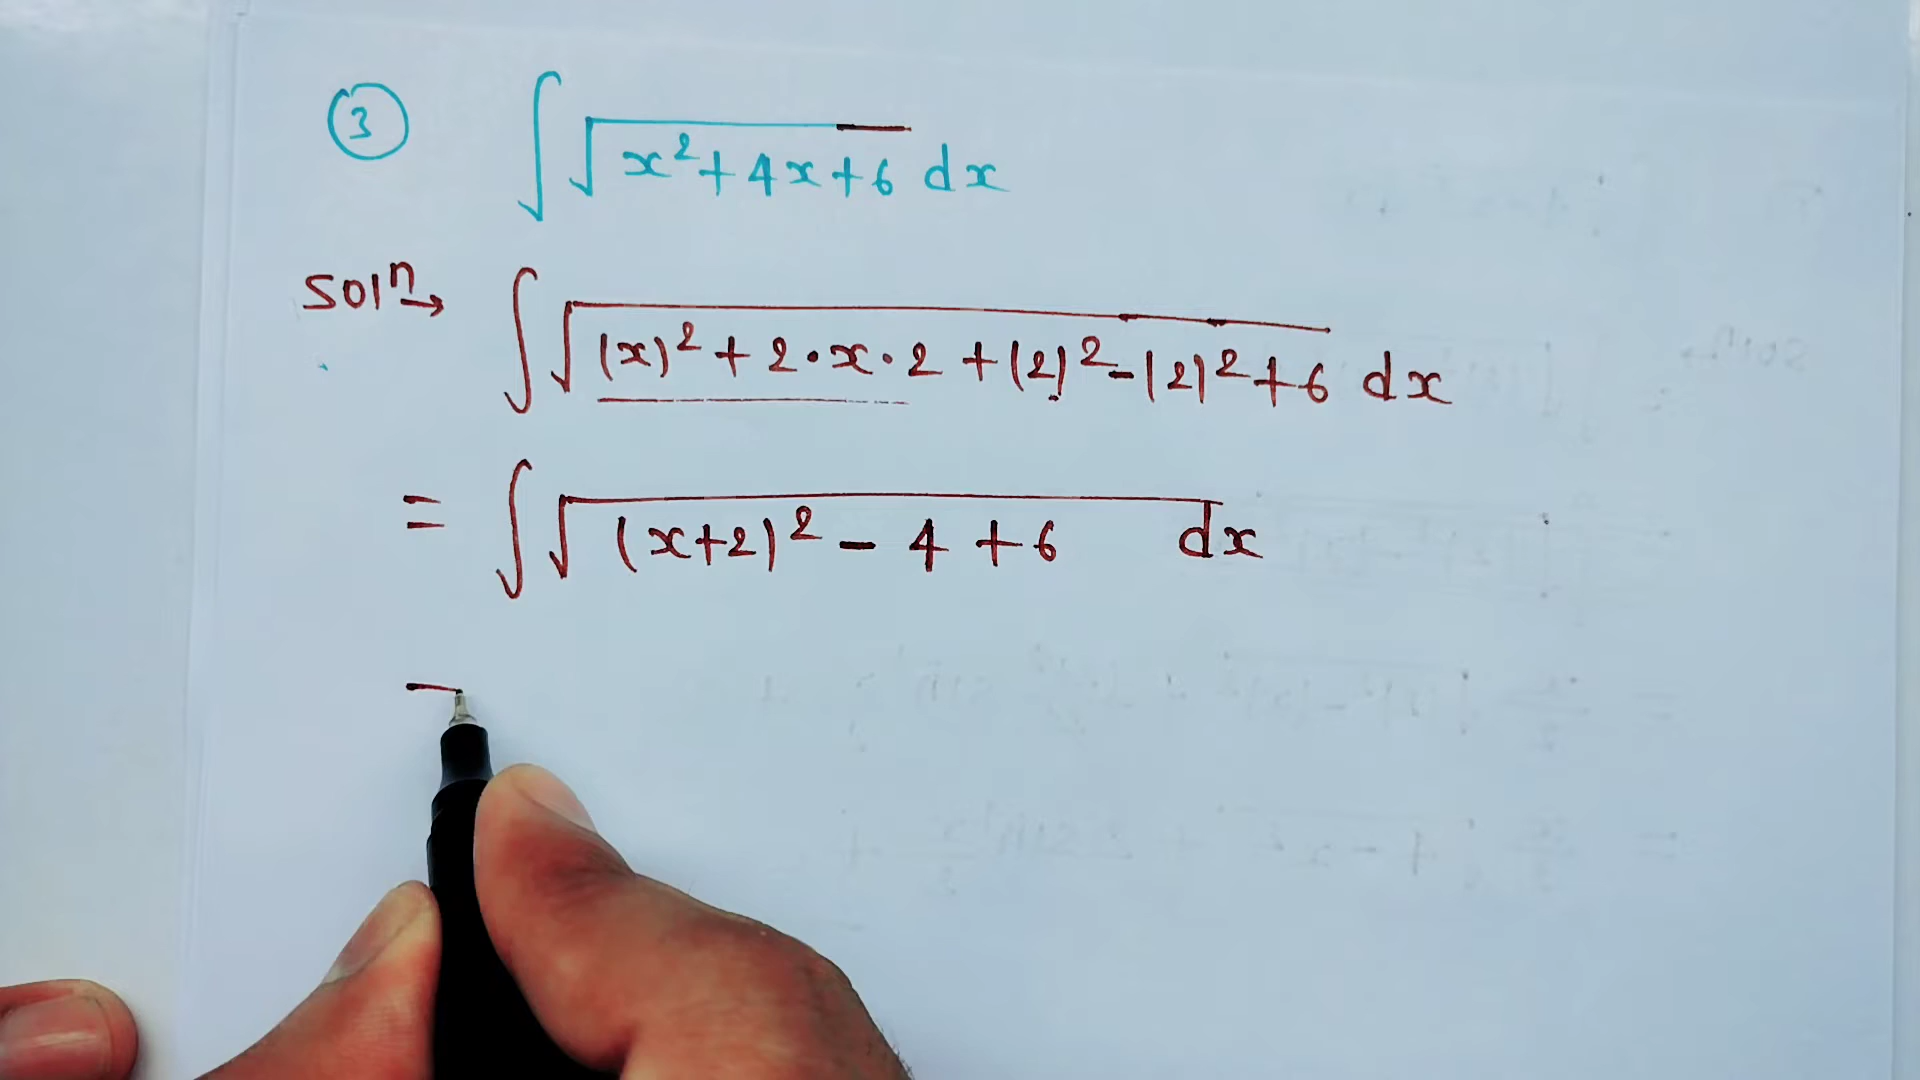 ③ ∫√x²+4x+6 dx
Solⁿ→ ∫√(x)²+2·x·2+(2)²-(2)²+6 dx
= ∫√(x+2)²-4+6 dx